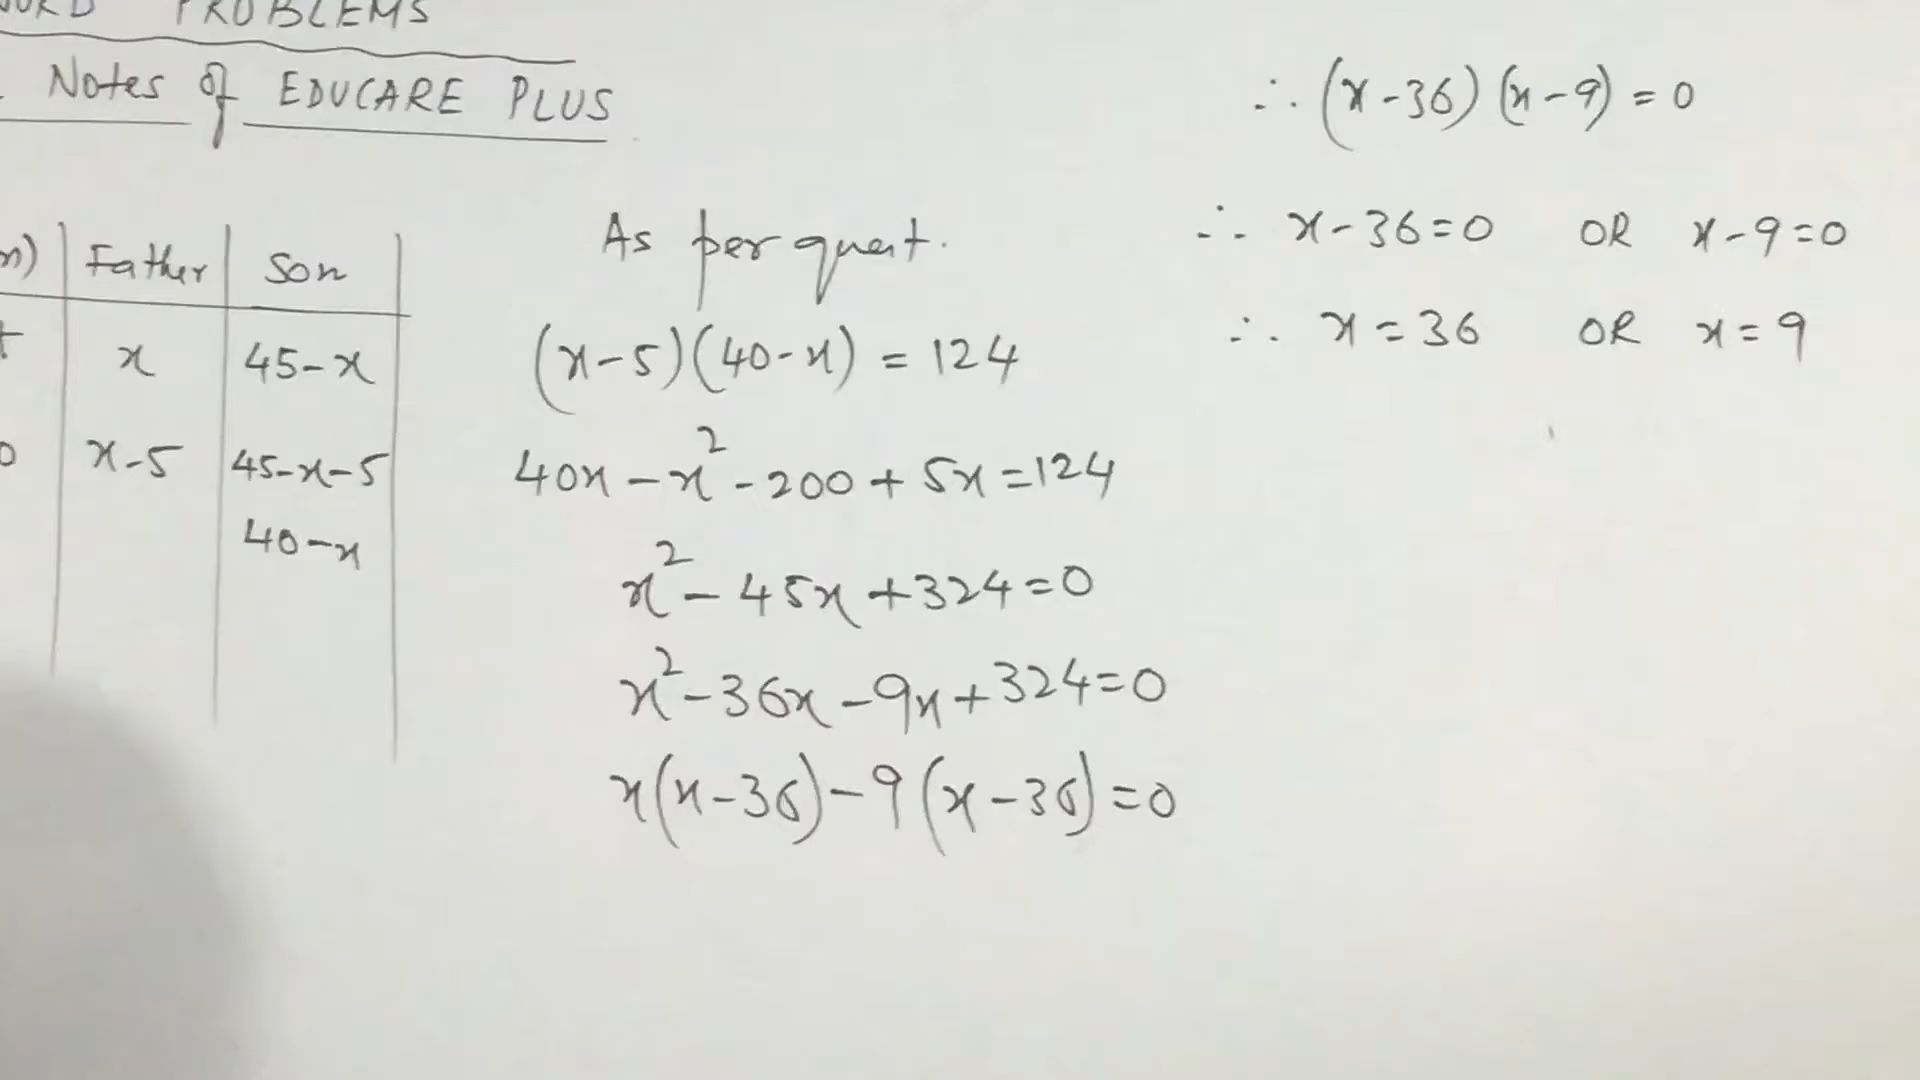 PROBLEMS
Notes of EDUCARE PLUS
Father Son
x 45-x
x-5 45-x-5
40-x
As per quest.
(x-5)(40-x) = 124
40x - x² - 200 + 5x = 124
x² - 45x + 324 = 0
x² - 36x - 9x + 324 = 0
x(x-36) - 9(x-36) = 0
∴ (x-36)(x-9) = 0
∴ x-36=0 OR x-9=0
∴ x = 36 OR x = 9